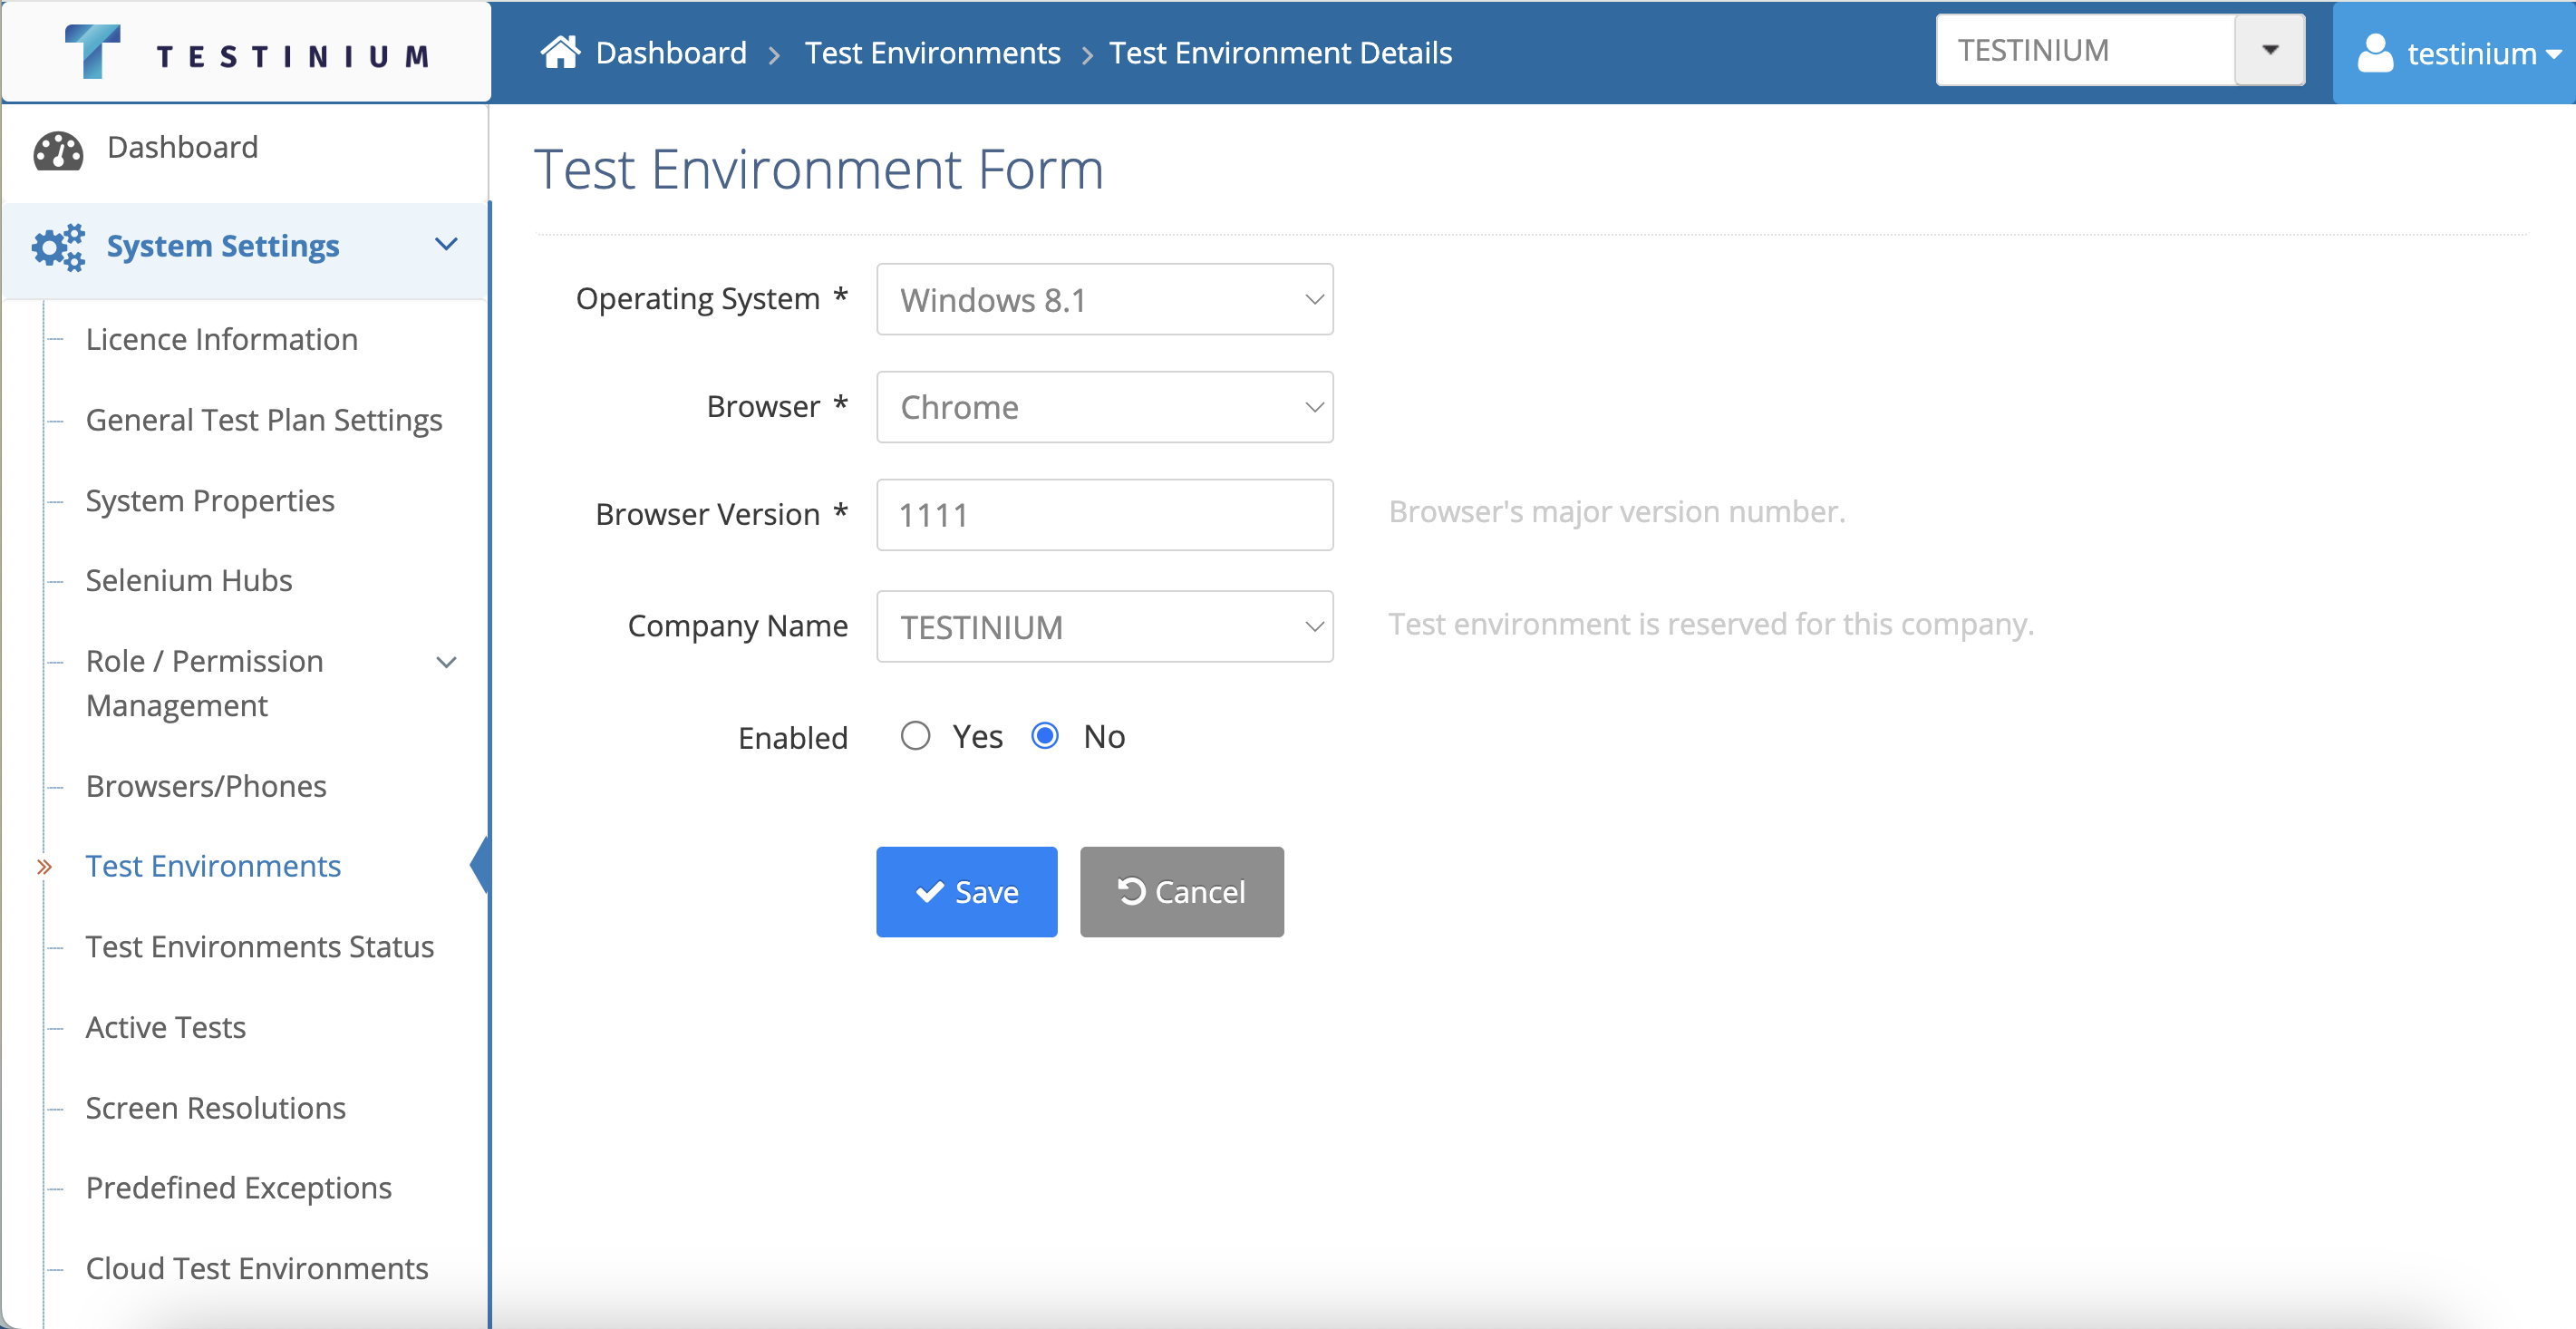 TESTINIUM
Dashboard > Test Environments > Test Environment Details
TESTINIUM
testinium
Dashboard
System Settings
Licence Information
General Test Plan Settings
System Properties
Selenium Hubs
Role / Permission
Management
Browsers/Phones
Test Environments
Test Environments Status
Active Tests
Screen Resolutions
Predefined Exceptions
Cloud Test Environments
Test Environment Form
Operating System * Windows 8.1
Browser * Chrome
Browser Version * 1111 Browser's major version number.
Company Name TESTINIUM Test environment is reserved for this company.
Enabled Yes No
Save Cancel